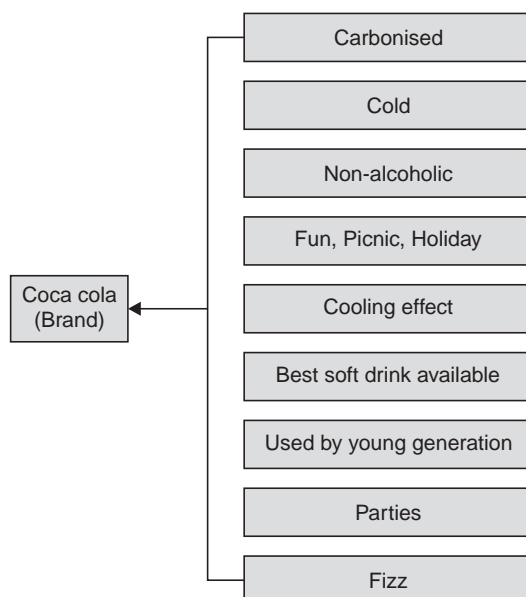 Carbonised
Cold
Non-alcoholic
Fun, Picnic, Holiday
Coca cola
(Brand)
Cooling effect
Best soft drink available
Used by young generation
Parties
Fizz